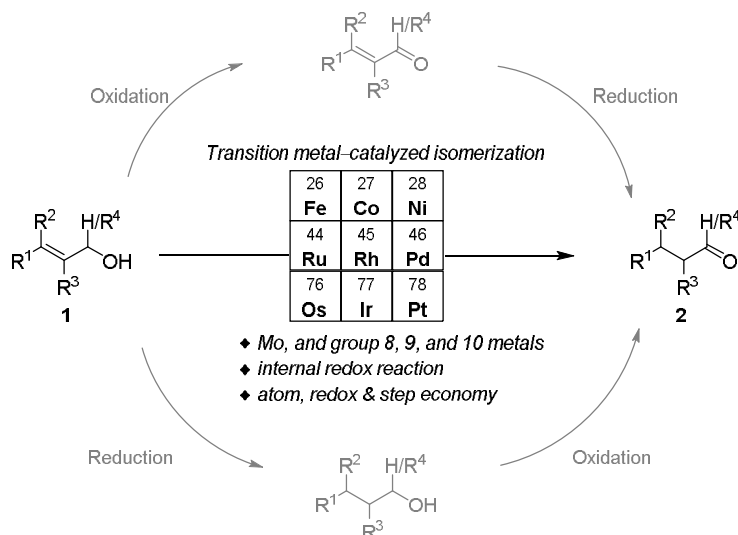 R² H/R⁴
R¹ O
R³
Oxidation Reduction
Transition metal–catalyzed isomerization
26 27 28
Fe Co Ni
R² H/R⁴ 44 45 46 R² H/R⁴
R¹ OH Ru Rh Pd R¹ O
R³ 76 77 78 R³
1 Os Ir Pt 2
◆ Mo, and group 8, 9, and 10 metals
◆ internal redox reaction
◆ atom, redox & step economy
Reduction Oxidation
R² H/R⁴
R¹ OH
R³